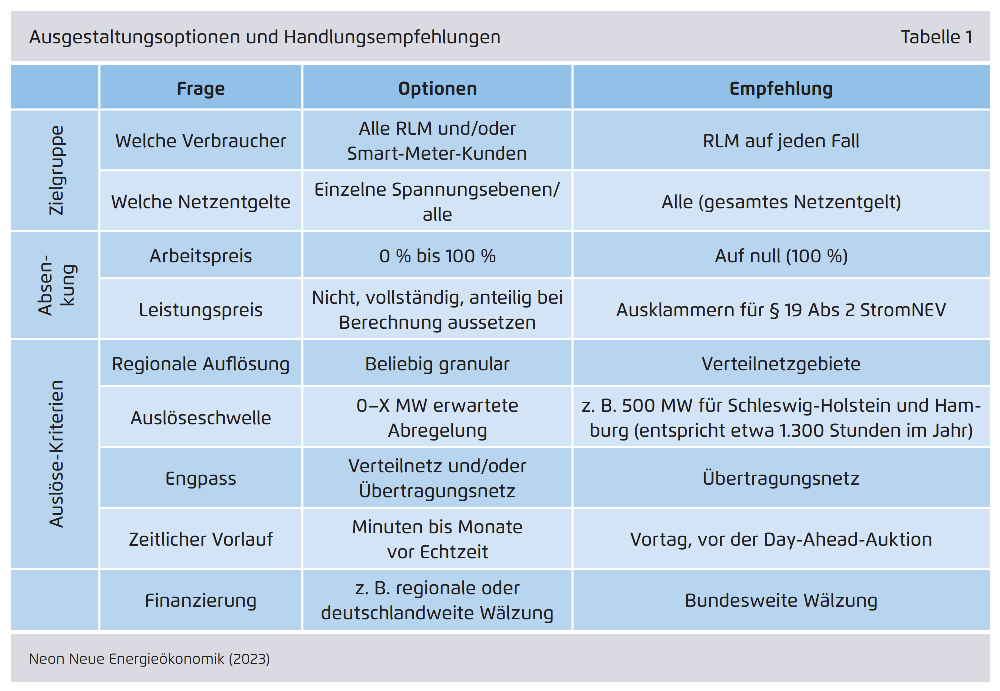 Ausgestaltungsoptionen und Handlungsempfehlungen
Tabelle 1
Frage
Optionen
Empfehlung
Zielgruppe
Welche Verbraucher
Alle RLM und/oder
Smart-Meter-Kunden
RLM auf jeden Fall
Welche Netzentgelte
Einzelne Spannungsebenen/
alle
Alle (gesamtes Netzentgelt)
Absen-
kung
Arbeitspreis
0 % bis 100 %
Auf null (100 %)
Leistungspreis
Nicht, vollständig, anteilig bei
Berechnung aussetzen
Ausklammern für § 19 Abs 2 StromNEV
Auslöse-Kriterien
Regionale Auflösung
Beliebig granular
Verteilnetzgebiete
Auslöseschwelle
0–X MW erwartete
Abregelung
z. B. 500 MW für Schleswig-Holstein und Ham-
burg (entspricht etwa 1.300 Stunden im Jahr)
Engpass
Verteilnetz und/oder
Übertragungsnetz
Übertragungsnetz
Zeitlicher Vorlauf
Minuten bis Monate
vor Echtzeit
Vortag, vor der Day-Ahead-Auktion
Finanzierung
z. B. regionale oder
deutschlandweite Wälzung
Bundesweite Wälzung
Neon Neue Energieökonomik (2023)